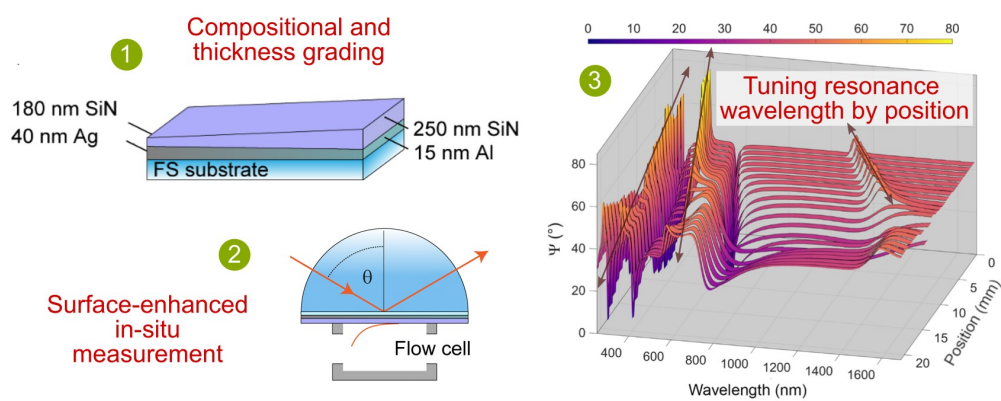 1
Compositional and
thickness grading
180 nm SiN
40 nm Ag
250 nm SiN
15 nm Al
FS substrate
2
θ
Surface-enhanced
in-situ
measurement
Flow cell
0 10 20 30 40 50 60 70 80
3
Tuning resonance
wavelength by position
80
60
40
20
0
Ψ (°)
400 600 800 1000 1200 1400 1600
Wavelength (nm)
0
5
10
15
20
Position (mm)